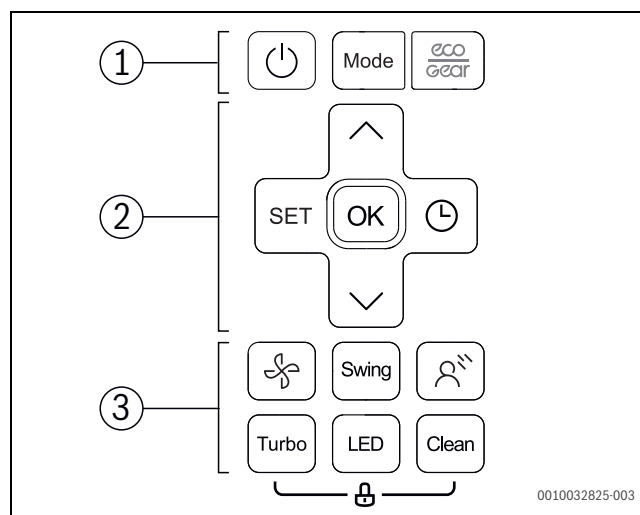 1
Mode
eco
Gear
2
SET OK
3
Swing
Turbo LED Clean
0010032825-003